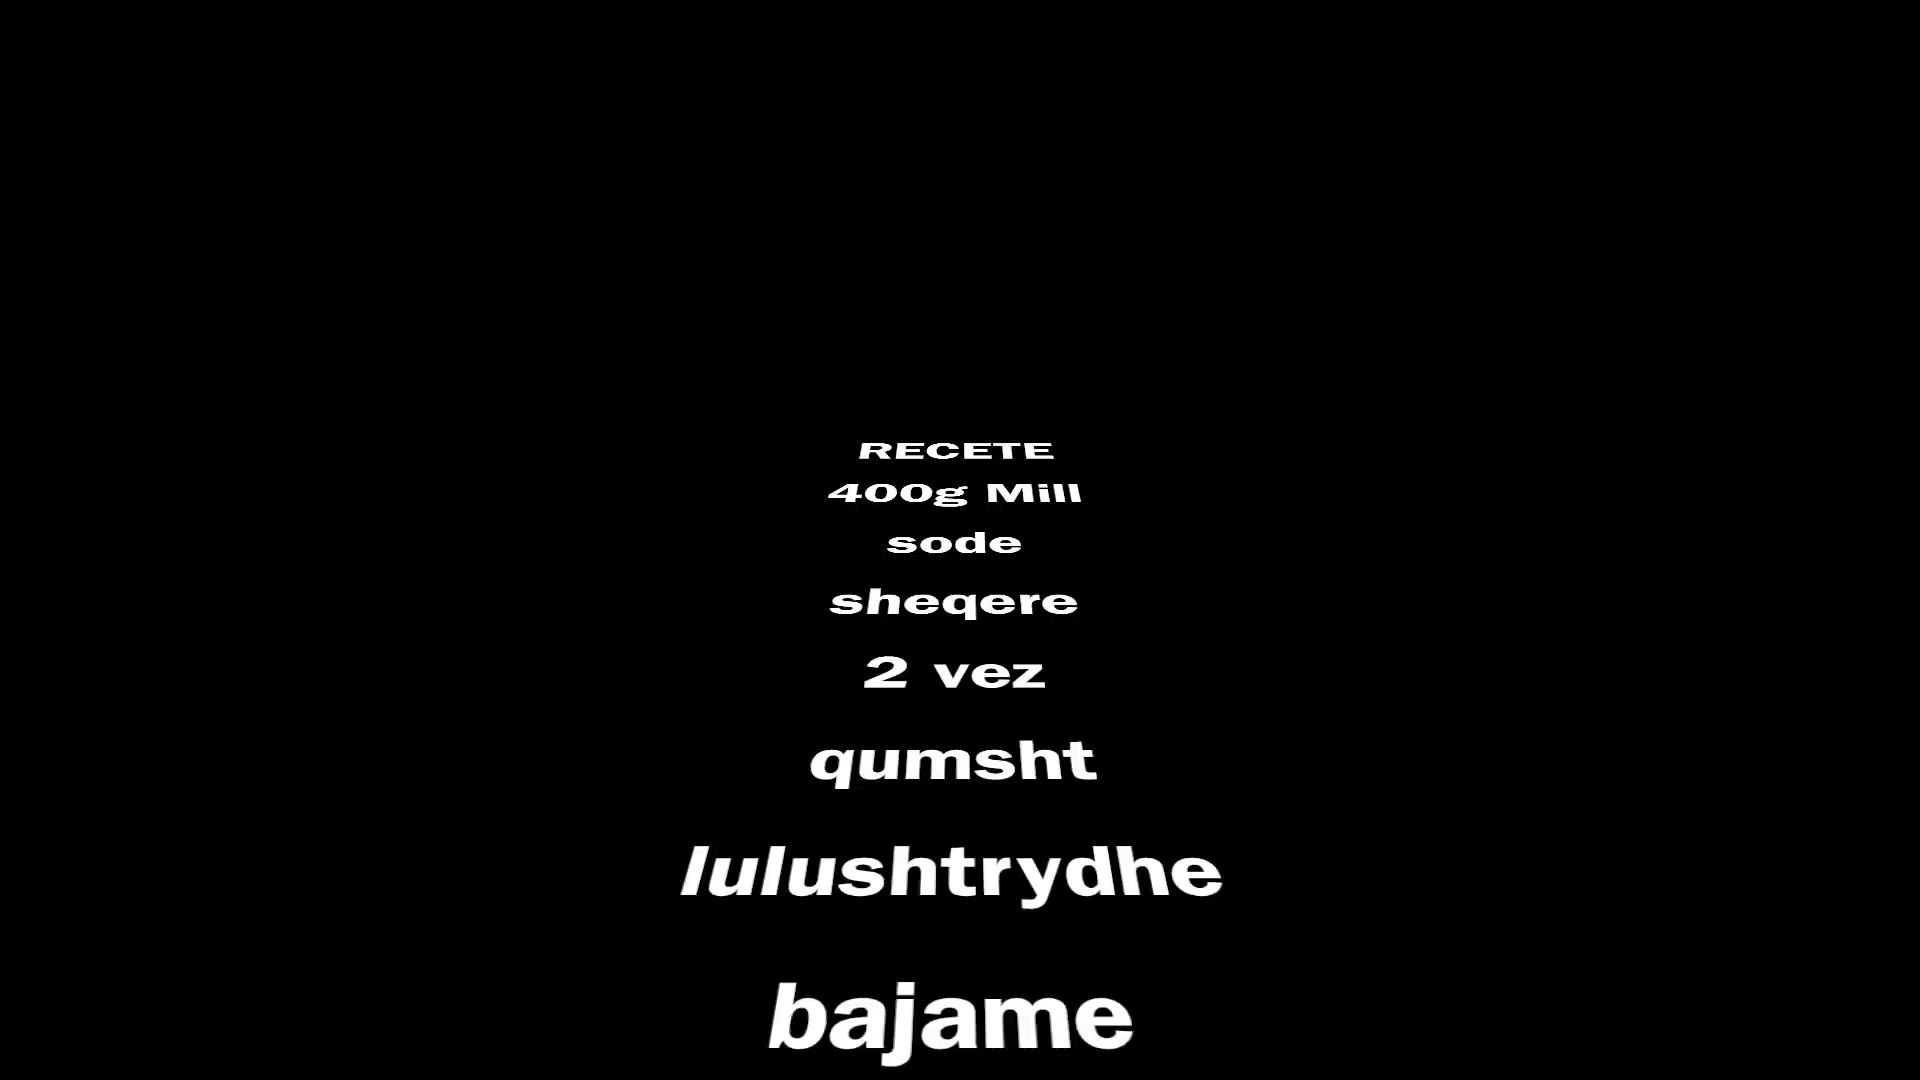 RECETE
400g Mill
sode
sheqere
2 vez
qumsht
lulushtrydhe
bajame